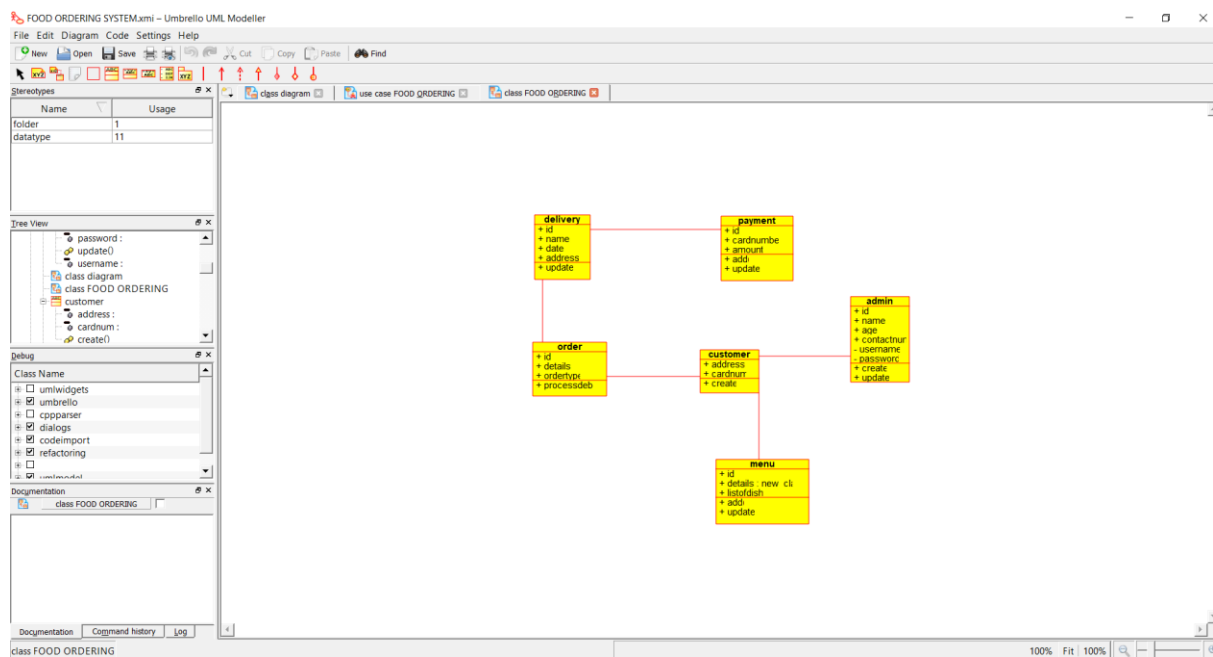 FOOD ORDERING SYSTEM.xmi – Umbrello UML Modeller
File Edit Diagram Code Settings Help
New Open Save Cut Copy Paste Find
Stereotypes
Name Usage
folder 1
datatype 11
class diagram use case FOOD ORDERING class FOOD ORDERING
Tree View
password :
update()
username :
class diagram
class FOOD ORDERING
customer
address :
cardnum :
create()
Debug
Class Name
umlwidgets
umbrello
cppparser
dialogs
codeimport
refactoring
umlmodel
Documentation
class FOOD ORDERING
Documentation Command history Log
class FOOD ORDERING
100% Fit 100%
delivery
+ id
+ name
+ date
+ address
+ update
payment
+ id
+ cardnumbe
+ amount
+ add
+ update
admin
+ id
+ name
+ age
+ contactnur
- username
- password
+ create
+ update
order
+ id
+ details
+ ordertype
+ processdeb
customer
+ address
+ cardnum
+ create
menu
+ id
+ details : new_cl
+ listofdish
+ add
+ update